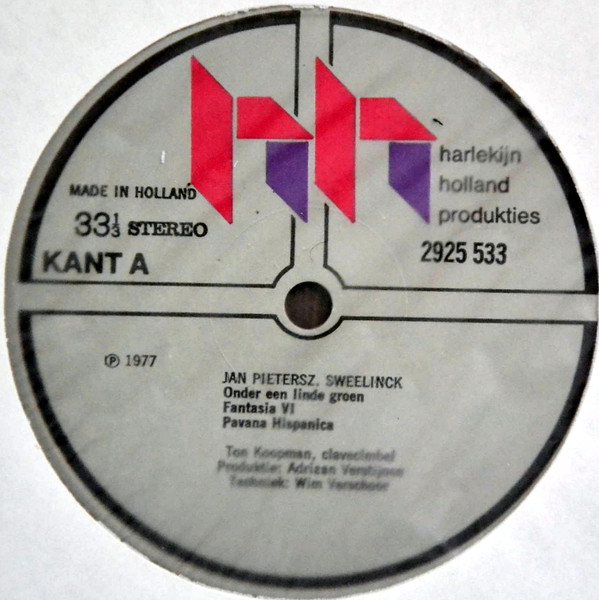 harlekijn
holland
produkties
MADE IN HOLLAND
33⅓ STEREO
2925 533
KANT A
℗ 1977
JAN PIETERSZ. SWEELINCK
Onder een linde groen
Fantasia VI
Pavana Hispanica
Ton Koopman, clavecimbel
Produktie: Adriaan Verstijnen
Techniek: Wim Verschoor